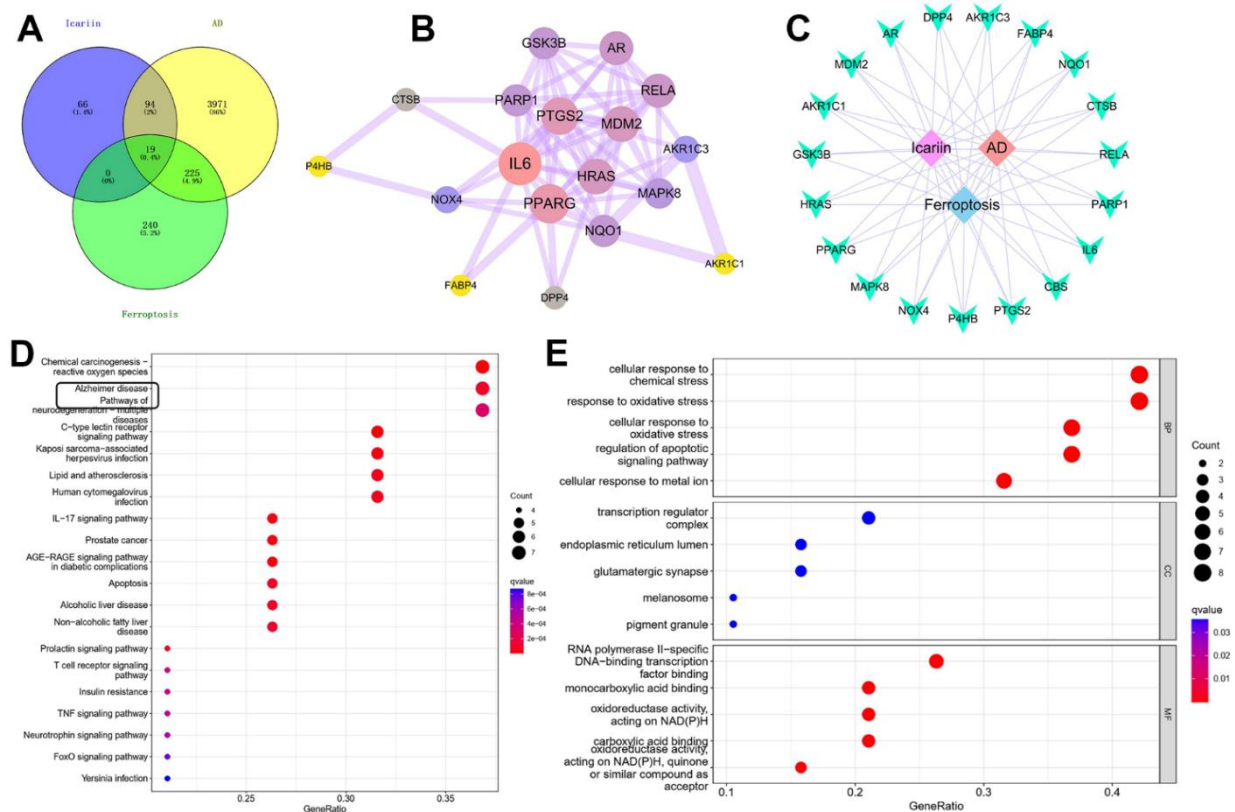 A
Icariin
AD
66
(1.4%)
94
(2%)
3971
(86%)
19
(0.4%)
0
(0%)
225
(4.9%)
240
(5.2%)
Ferroptosis
B
GSK3B
AR
CTSB
PARP1
RELA
PTGS2
MDM2
AKR1C3
IL6
P4HB
HRAS
MAPK8
NOX4
PPARG
NQO1
AKR1C1
FABP4
DPP4
C
DPP4
AKR1C3
AR
FABP4
MDM2
NQO1
AKR1C1
CTSB
Icariin
AD
GSK3B
RELA
HRAS
Ferroptosis
PARP1
PPARG
IL6
MAPK8
CBS
NOX4
P4HB
PTGS2
D
Chemical carcinogenesis −
reactive oxygen species
Alzheimer disease
Pathways of
neurodegeneration − multiple
diseases
C−type lectin receptor
signaling pathway
Kaposi sarcoma−associated
herpesvirus infection
Lipid and atherosclerosis
Human cytomegalovirus
infection
IL−17 signaling pathway
Prostate cancer
AGE−RAGE signaling pathway
in diabetic complications
Apoptosis
Alcoholic liver disease
Non−alcoholic fatty liver
disease
Prolactin signaling pathway
T cell receptor signaling
pathway
Insulin resistance
TNF signaling pathway
Neurotrophin signaling pathway
FoxO signaling pathway
Yersinia infection
0.25
0.30
0.35
GeneRatio
Count
4
5
6
7
qvalue
8e−04
6e−04
4e−04
2e−04
E
cellular response to
chemical stress
response to oxidative stress
cellular response to
oxidative stress
regulation of apoptotic
signaling pathway
cellular response to metal ion
BP
transcription regulator
complex
endoplasmic reticulum lumen
glutamatergic synapse
melanosome
pigment granule
CC
RNA polymerase II−specific
DNA−binding transcription
factor binding
monocarboxylic acid binding
oxidoreductase activity,
acting on NAD(P)H
carboxylic acid binding
oxidoreductase activity,
acting on NAD(P)H, quinone
or similar compound as
acceptor
MF
0.1
0.2
0.3
0.4
GeneRatio
Count
2
3
4
5
6
7
8
qvalue
0.03
0.02
0.01